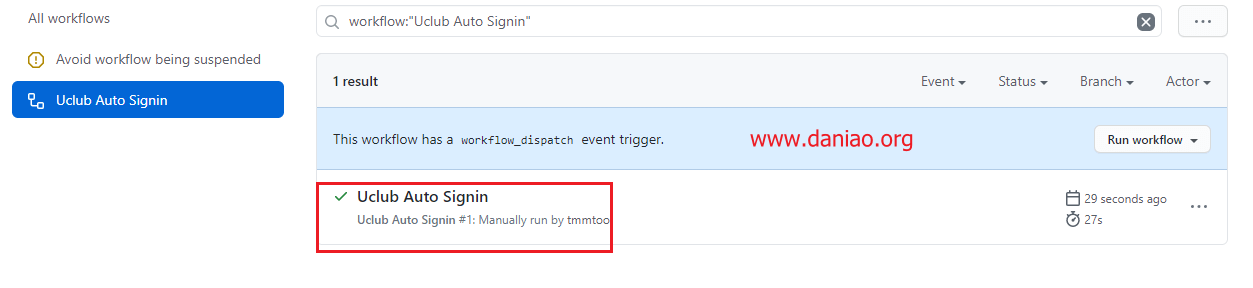 All workflows
Avoid workflow being suspended
Uclub Auto Signin
workflow:"Uclub Auto Signin"
1 result
Event Status Branch Actor
This workflow has a workflow_dispatch event trigger. www.daniao.org Run workflow
Uclub Auto Signin
Uclub Auto Signin #1: Manually run by tmmtoo
29 seconds ago
27s